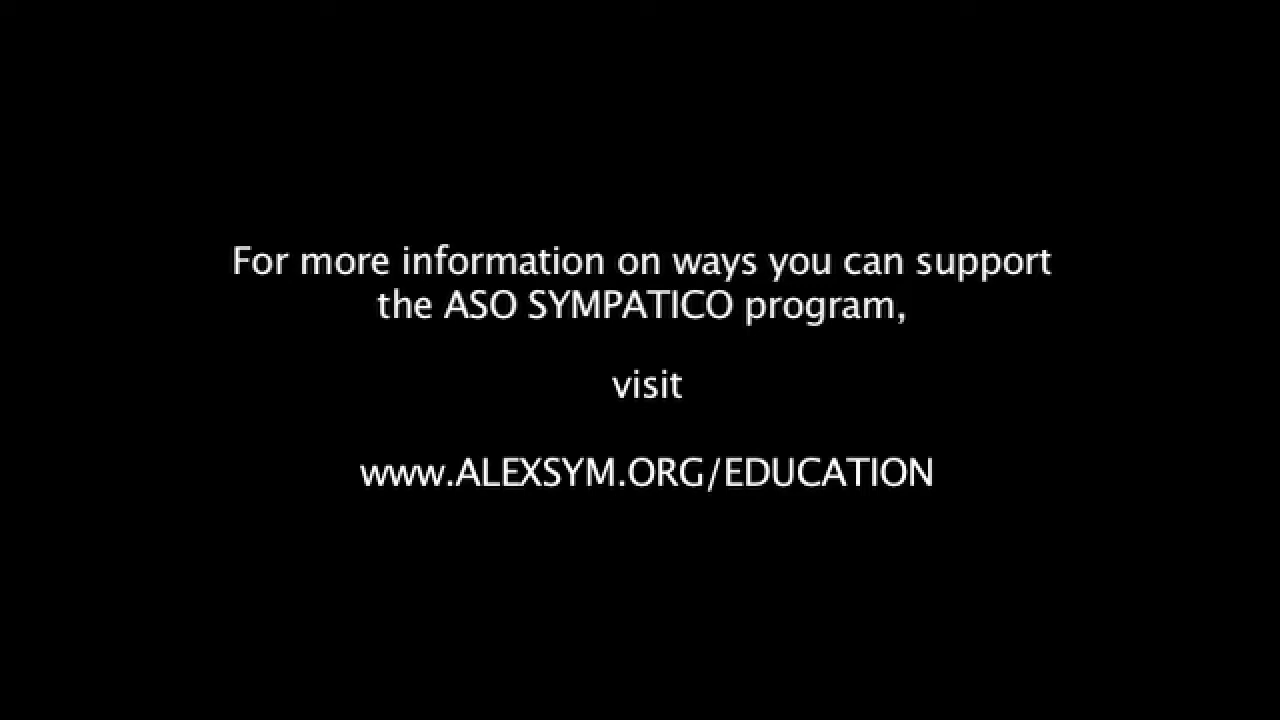 For more information on ways you can support
the ASO SYMPATICO program,
visit
www.ALEXSYM.ORG/EDUCATION